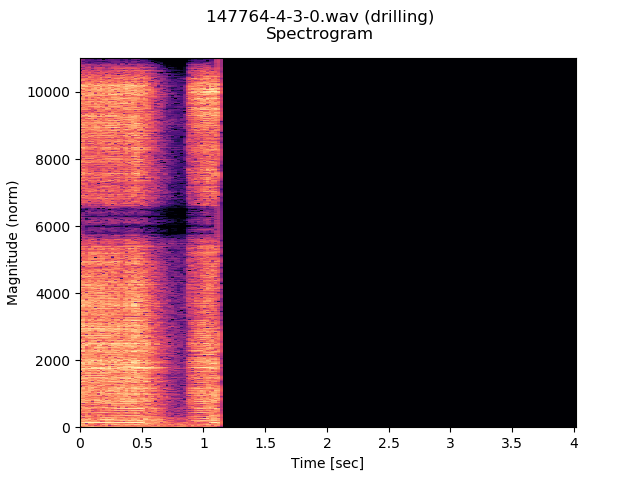 147764-4-3-0.wav (drilling)
Spectrogram
10000
8000
6000
4000
2000
0
Magnitude (norm)
0 0.5 1 1.5 2 2.5 3 3.5 4
Time [sec]